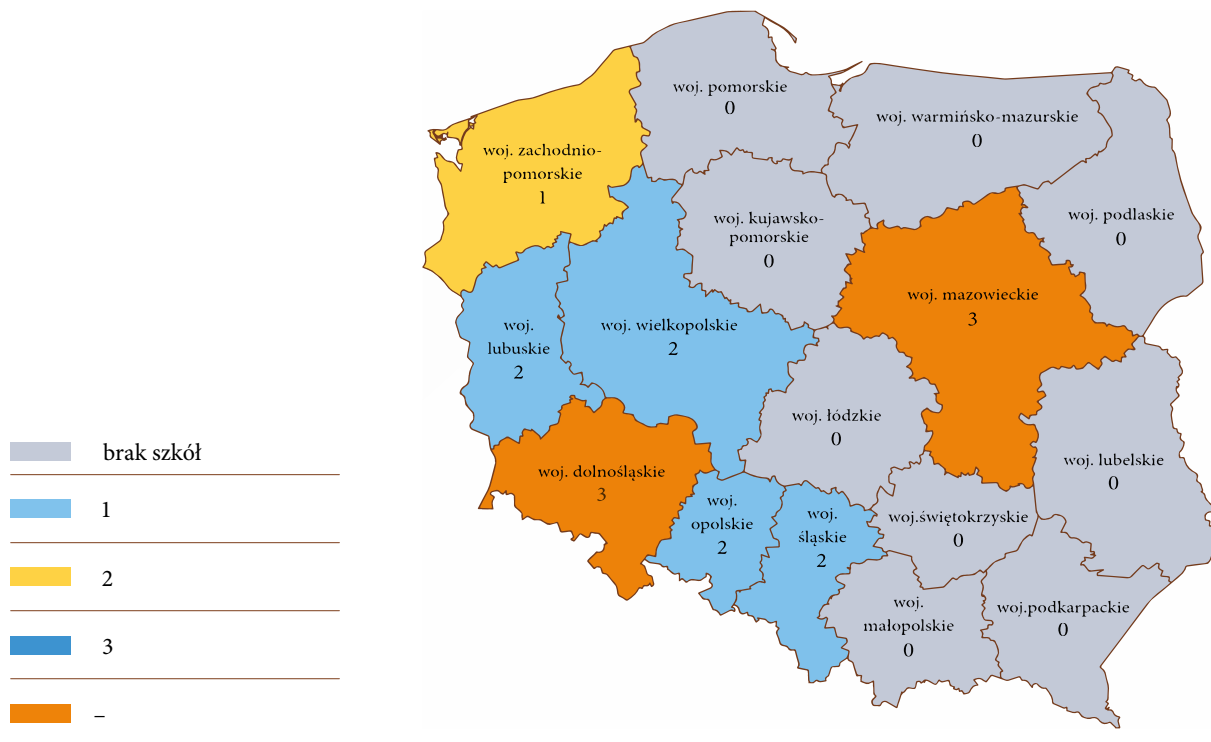 woj. pomorskie
0
woj. warmińsko-mazurskie
0
woj. zachodnio-
pomorskie
1
woj. kujawsko-
pomorskie
0
woj. podlaskie
0
woj. mazowieckie
3
woj.
lubuskie
2
woj. wielkopolskie
2
woj. łódzkie
0
woj. lubelskie
0
woj. dolnośląskie
3
woj.
opolskie
2
woj.
śląskie
2
woj.świętokrzyskie
0
woj.
małopolskie
0
woj.podkarpackie
0
brak szkół
1
2
3
–